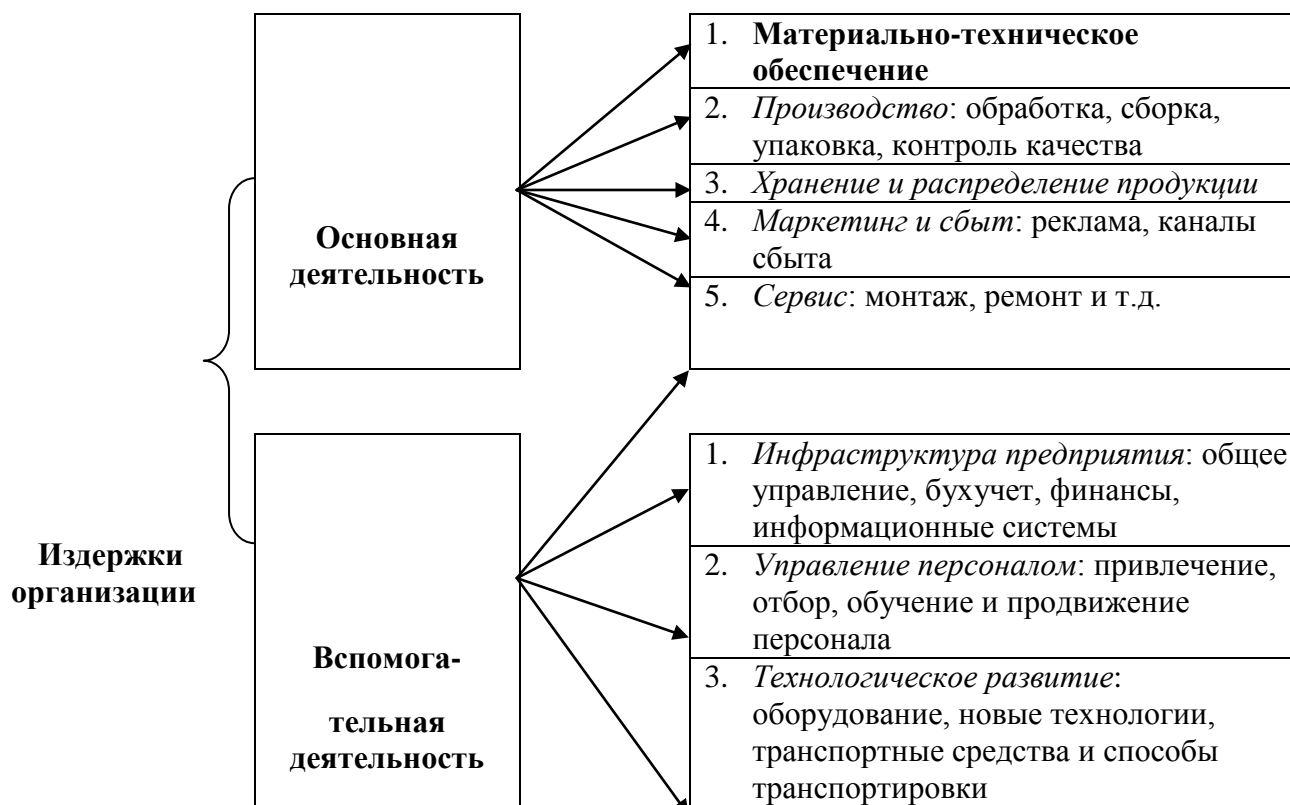 Издержки
организации
Основная
деятельность
1. Материально-техническое
обеспечение
2. Производство: обработка, сборка,
упаковка, контроль качества
3. Хранение и распределение продукции
4. Маркетинг и сбыт: реклама, каналы
сбыта
5. Сервис: монтаж, ремонт и т.д.
Вспомога-
тельная
деятельность
1. Инфраструктура предприятия: общее
управление, бухучет, финансы,
информационные системы
2. Управление персоналом: привлечение,
отбор, обучение и продвижение
персонала
3. Технологическое развитие:
оборудование, новые технологии,
транспортные средства и способы
транспортировки